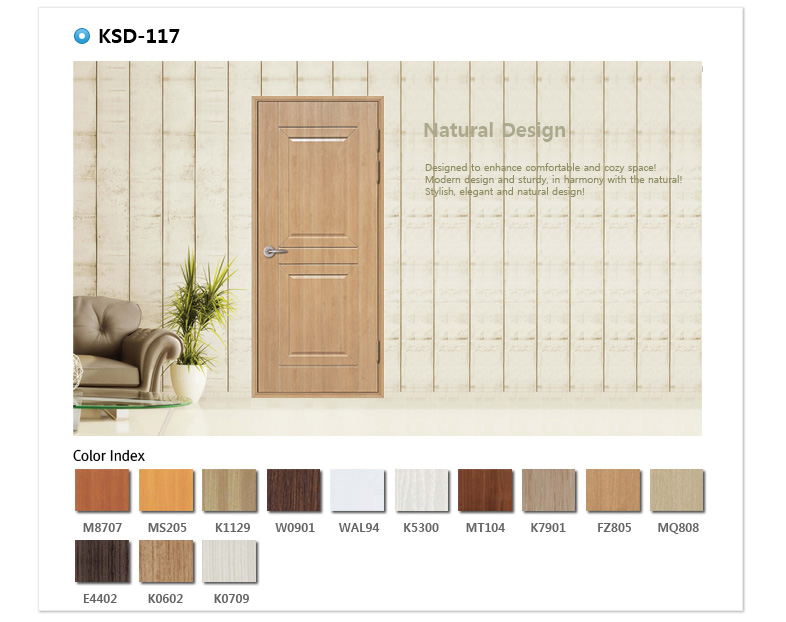 KSD-117
Natural Design
Designed to enhance comfortable and cozy space!
Modern design and sturdy, in harmony with the natural!
Stylish, elegant and natural design!
Color Index
M8707 MS205 K1129 W0901 WAL94 K5300 MT104 K7901 FZ805 MQ808
E4402 K0602 K0709